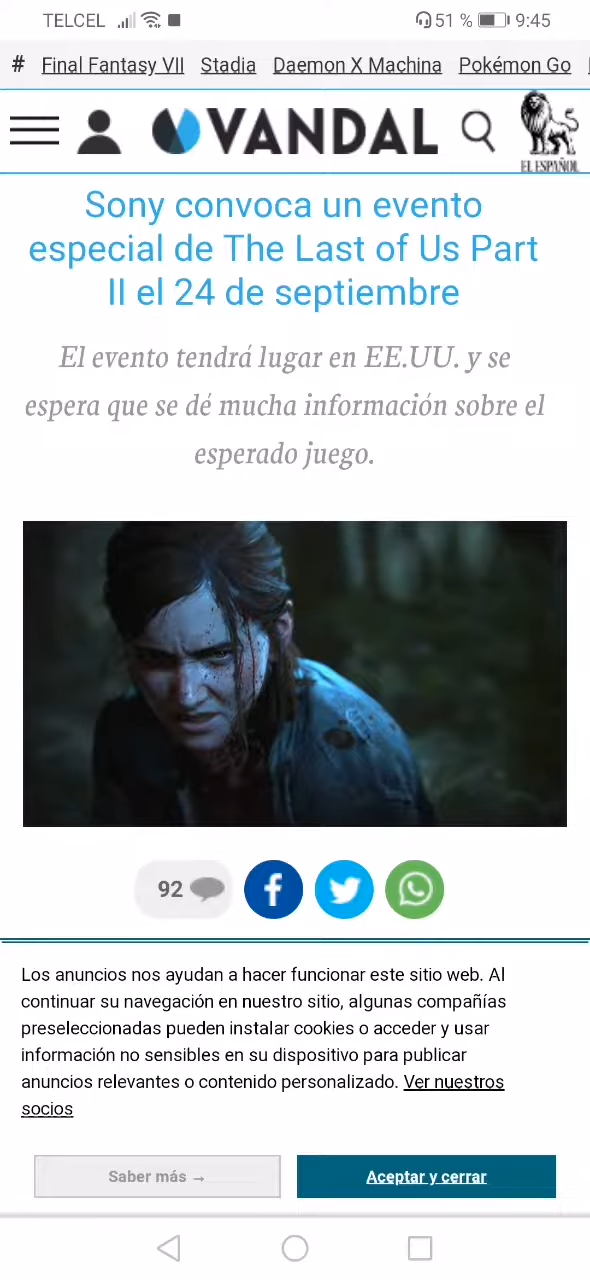 TELCEL 51 % 9:45
# Final Fantasy VII Stadia Daemon X Machina Pokémon Go
VANDAL
EL ESPAÑOL
Sony convoca un evento
especial de The Last of Us Part
II el 24 de septiembre
El evento tendrá lugar en EE.UU. y se
espera que se dé mucha información sobre el
esperado juego.
92
Los anuncios nos ayudan a hacer funcionar este sitio web. Al
continuar su navegación en nuestro sitio, algunas compañías
preseleccionadas pueden instalar cookies o acceder y usar
información no sensibles en su dispositivo para publicar
anuncios relevantes o contenido personalizado. Ver nuestros
socios
Saber más → Aceptar y cerrar